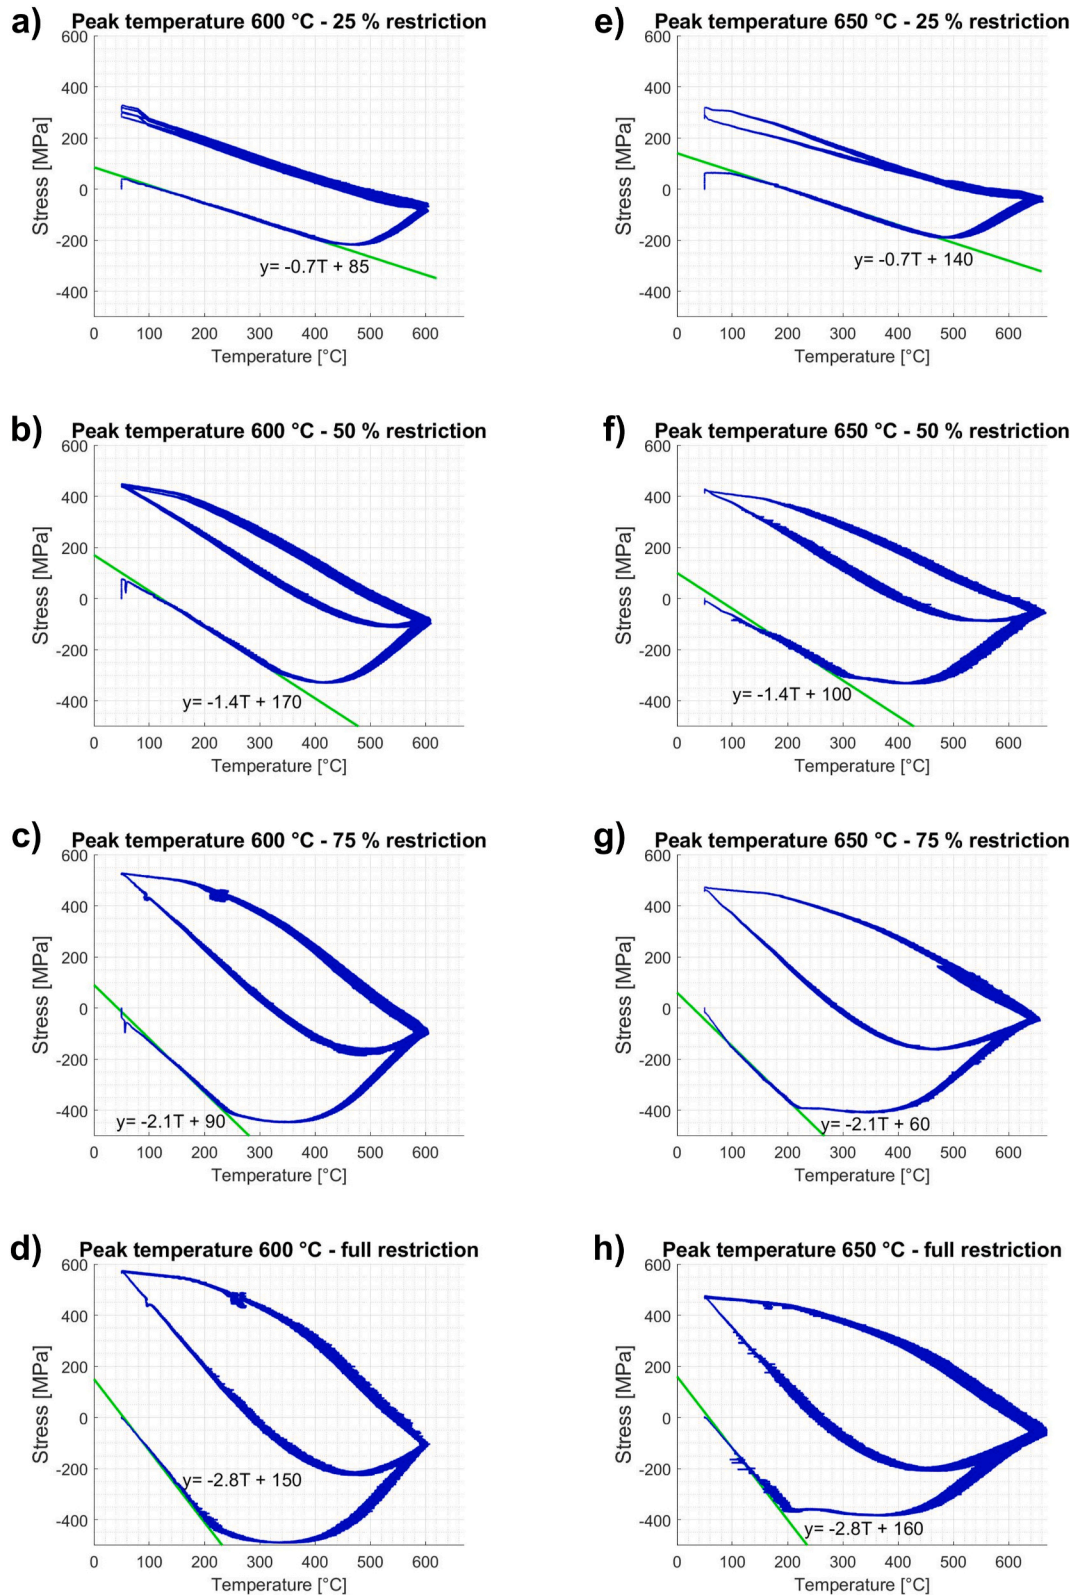 a) Peak temperature 600 °C - 25 % restriction
600
400
200
0
-200
-400
Stress [MPa]
y= -0.7T + 85
0 100 200 300 400 500 600
Temperature [°C]
e) Peak temperature 650 °C - 25 % restriction
600
400
200
0
-200
-400
Stress [MPa]
y= -0.7T + 140
0 100 200 300 400 500 600
Temperature [°C]
b) Peak temperature 600 °C - 50 % restriction
600
400
200
0
-200
-400
Stress [MPa]
y= -1.4T + 170
0 100 200 300 400 500 600
Temperature [°C]
f) Peak temperature 650 °C - 50 % restriction
600
400
200
0
-200
-400
Stress [MPa]
y= -1.4T + 100
0 100 200 300 400 500 600
Temperature [°C]
c) Peak temperature 600 °C - 75 % restriction
600
400
200
0
-200
-400
Stress [MPa]
y= -2.1T + 90
0 100 200 300 400 500 600
Temperature [°C]
g) Peak temperature 650 °C - 75 % restriction
600
400
200
0
-200
-400
Stress [MPa]
y= -2.1T + 60
0 100 200 300 400 500 600
Temperature [°C]
d) Peak temperature 600 °C - full restriction
600
400
200
0
-200
-400
Stress [MPa]
y= -2.8T + 150
0 100 200 300 400 500 600
Temperature [°C]
h) Peak temperature 650 °C - full restriction
600
400
200
0
-200
-400
Stress [MPa]
y= -2.8T + 160
0 100 200 300 400 500 600
Temperature [°C]